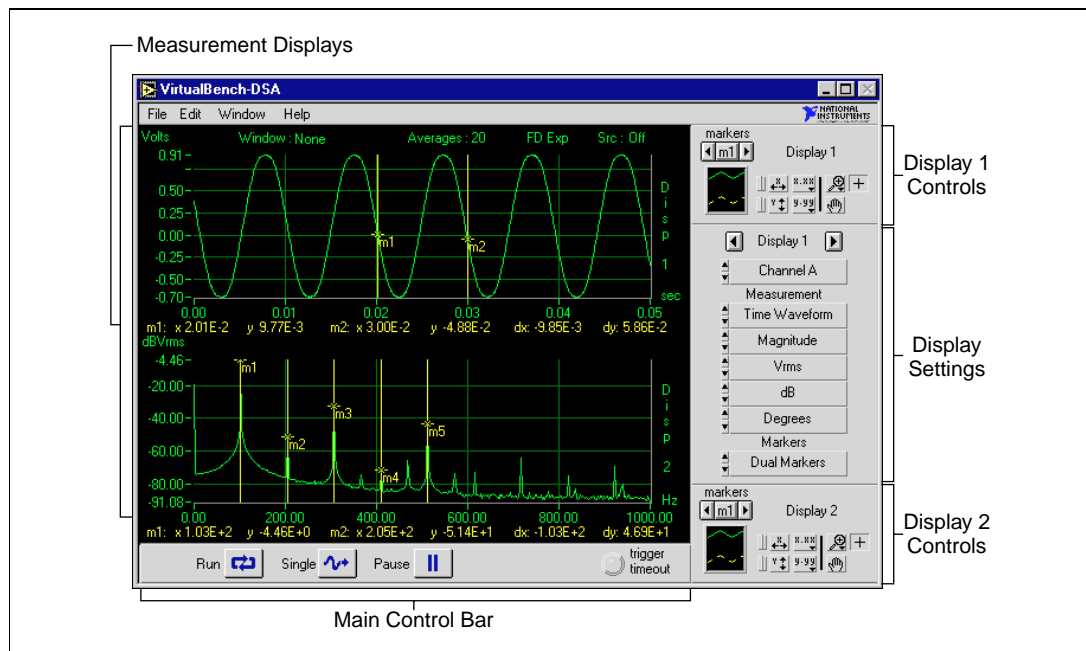 Measurement Displays
VirtualBench-DSA
File Edit Window Help
NATIONAL
INSTRUMENTS
Volts Window : None Averages : 20 FD Exp Src : Off
0.91
0.50
0.25
0.00
-0.25
-0.50
-0.70
m1
m2
Disp 1
sec
0.00 0.01 0.02 0.03 0.04 0.05
m1: x 2.01E-2 y 9.77E-3 m2: x 3.00E-2 y -4.88E-2 dx: -9.85E-3 dy: 5.86E-2
dBVrms
-4.46
-20.00
-40.00
-60.00
-80.00
-91.08
m1
m2
m3
m4
m5
Disp 2
Hz
0.00 200.00 400.00 600.00 800.00 1000.00
m1: x 1.03E+2 y -4.46E+0 m2: x 2.05E+2 y -5.14E+1 dx: -1.03E+2 dy: 4.69E+1
Run Single Pause
trigger
timeout
Main Control Bar
markers
m1 Display 1
x x.xx
Y y.yy
Display 1
Controls
Display 1
Channel A
Measurement
Time Waveform
Magnitude
Vrms
dB
Degrees
Markers
Dual Markers
Display
Settings
markers
m1 Display 2
x x.xx
Y y.yy
Display 2
Controls